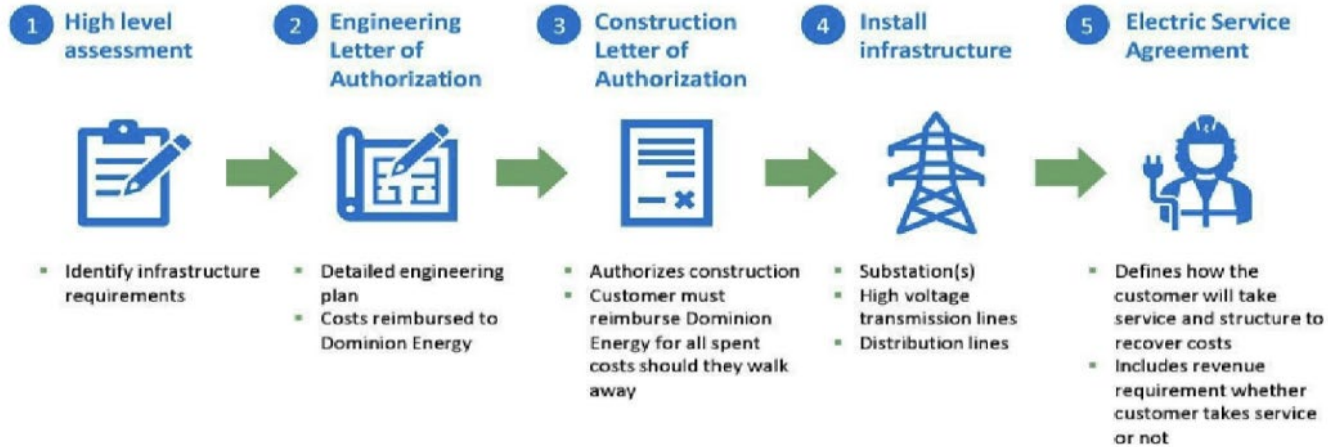 1 High level
assessment
2 Engineering
Letter of
Authorization
3 Construction
Letter of
Authorization
4 Install
infrastructure
5 Electric Service
Agreement
▪ Identify infrastructure
requirements
▪ Detailed engineering
plan
▪ Costs reimbursed to
Dominion Energy
▪ Authorizes construction
▪ Customer must
reimburse Dominion
Energy for all spent
costs should they walk
away
▪ Substation(s)
▪ High voltage
transmission lines
▪ Distribution lines
▪ Defines how the
customer will take
service and structure to
recover costs
▪ Includes revenue
requirement whether
customer takes service
or not